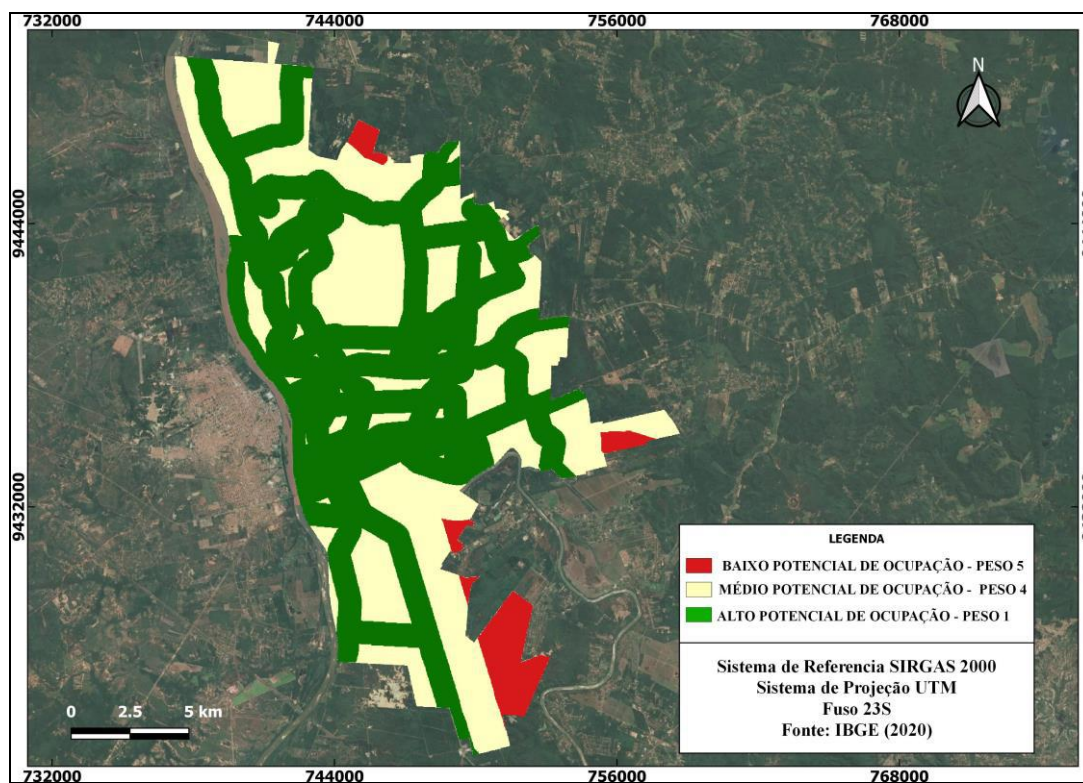 732000 744000 756000 768000
N
9444000
9432000
LEGENDA
BAIXO POTENCIAL DE OCUPAÇÃO - PESO 5
MÉDIO POTENCIAL DE OCUPAÇÃO - PESO 4
ALTO POTENCIAL DE OCUPAÇÃO - PESO 1
Sistema de Referencia SIRGAS 2000
Sistema de Projeção UTM
Fuso 23S
Fonte: IBGE (2020)
0 2.5 5 km
732000 744000 756000 768000